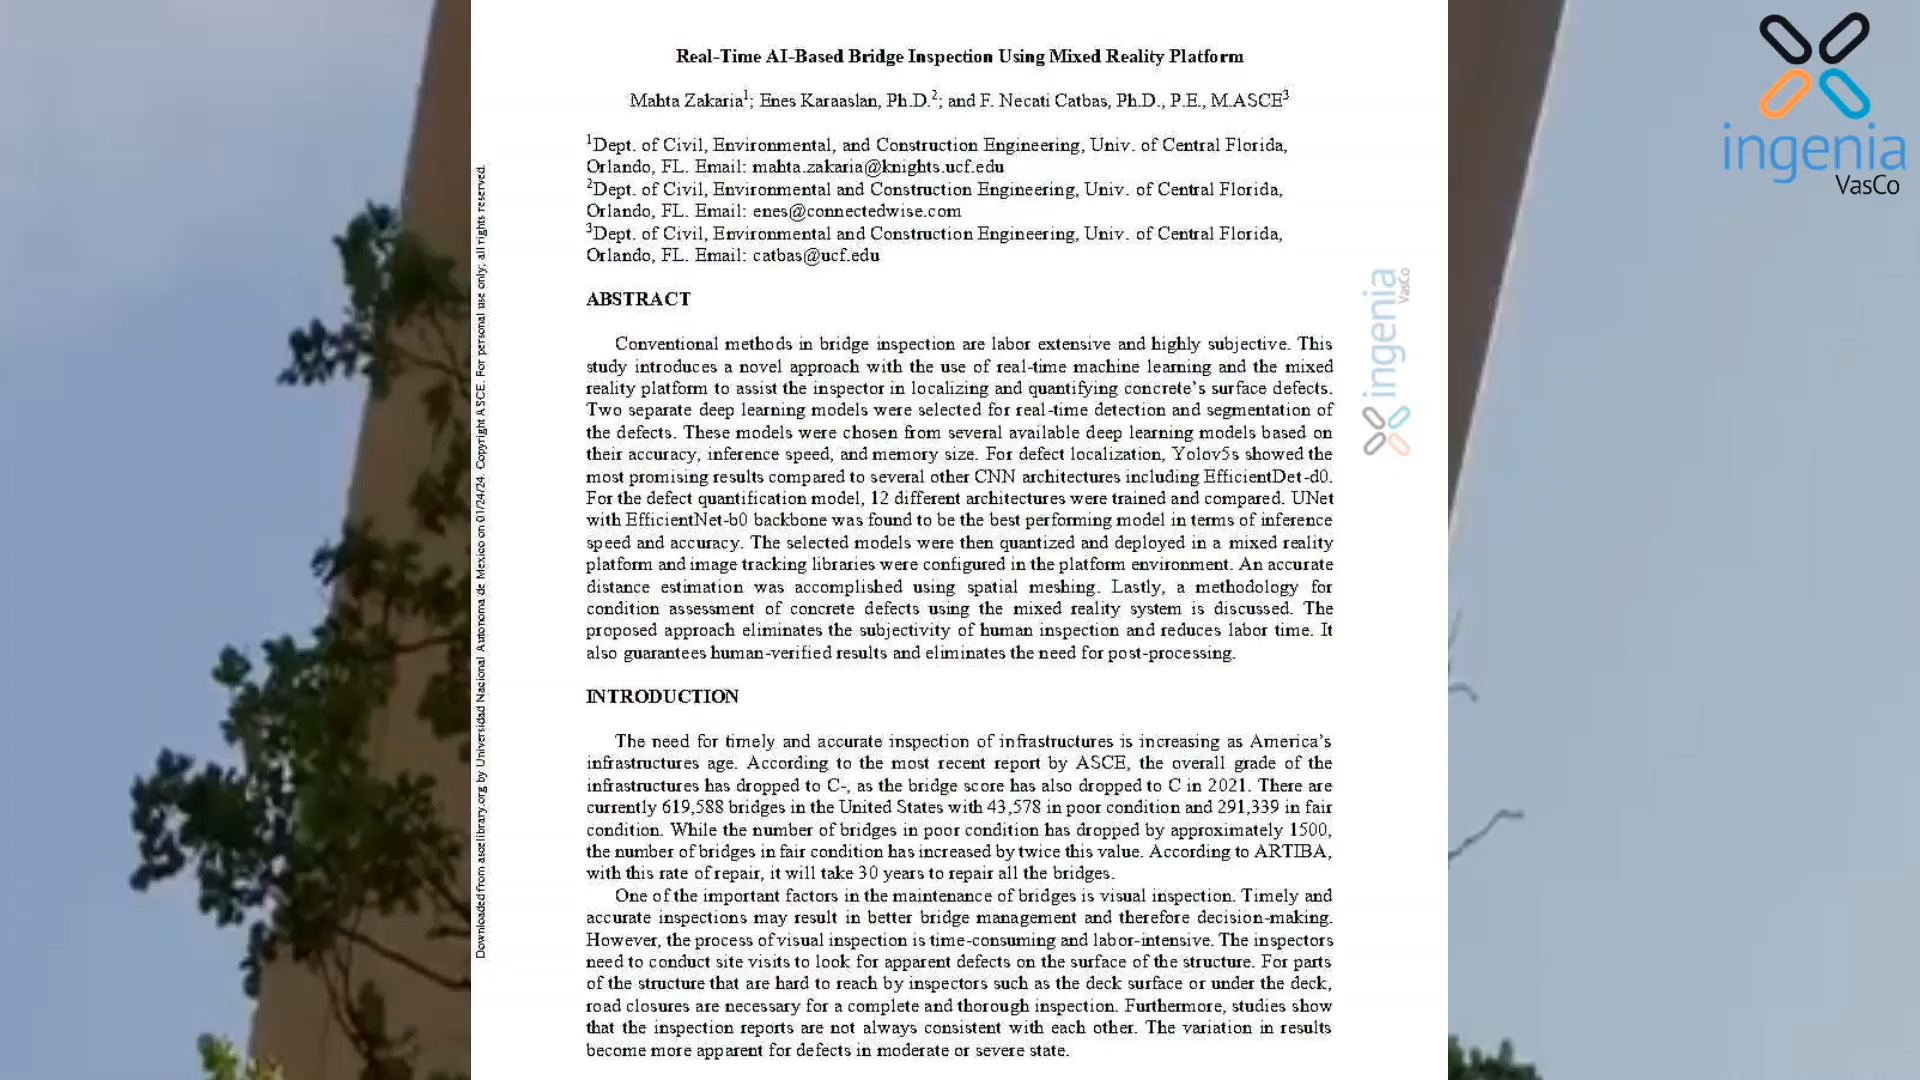 Real-Time AI-Based Bridge Inspection Using Mixed Reality Platform
Mahta Zakaria1; Enes Karaaslan, Ph.D.2; and F. Necati Catbas, Ph.D., P.E., M.ASCE3
1Dept. of Civil, Environmental, and Construction Engineering, Univ. of Central Florida,
Orlando, FL. Email: mahta.zakaria@knights.ucf.edu
2Dept. of Civil, Environmental and Construction Engineering, Univ. of Central Florida,
Orlando, FL. Email: enes@connectedwise.com
3Dept. of Civil, Environmental and Construction Engineering, Univ. of Central Florida,
Orlando, FL. Email: catbas@ucf.edu
ABSTRACT
Conventional methods in bridge inspection are labor extensive and highly subjective. This
study introduces a novel approach with the use of real-time machine learning and the mixed
reality platform to assist the inspector in localizing and quantifying concrete's surface defects.
Two separate deep learning models were selected for real-time detection and segmentation of
the defects. These models were chosen from several available deep learning models based on
their accuracy, inference speed, and memory size. For defect localization, Yolov5s showed the
most promising results compared to several other CNN architectures including EfficientDet-d0.
For the defect quantification model, 12 different architectures were trained and compared. UNet
with EfficientNet-b0 backbone was found to be the best performing model in terms of inference
speed and accuracy. The selected models were then quantized and deployed in a mixed reality
platform and image tracking libraries were configured in the platform environment. An accurate
distance estimation was accomplished using spatial meshing. Lastly, a methodology for
condition assessment of concrete defects using the mixed reality system is discussed. The
proposed approach eliminates the subjectivity of human inspection and reduces labor time. It
also guarantees human-verified results and eliminates the need for post-processing.
INTRODUCTION
The need for timely and accurate inspection of infrastructures is increasing as America's
infrastructures age. According to the most recent report by ASCE, the overall grade of the
infrastructures has dropped to C-, as the bridge score has also dropped to C in 2021. There are
currently 619,588 bridges in the United States with 43,578 in poor condition and 291,339 in fair
condition. While the number of bridges in poor condition has dropped by approximately 1500,
the number of bridges in fair condition has increased by twice this value. According to ARTIBA,
with this rate of repair, it will take 30 years to repair all the bridges.
One of the important factors in the maintenance of bridges is visual inspection. Timely and
accurate inspections may result in better bridge management and therefore decision-making.
However, the process of visual inspection is time-consuming and labor-intensive. The inspectors
need to conduct site visits to look for apparent defects on the surface of the structure. For parts
of the structure that are hard to reach by inspectors such as the deck surface or under the deck,
road closures are necessary for a complete and thorough inspection. Furthermore, studies show
that the inspection reports are not always consistent with each other. The variation in results
become more apparent for defects in moderate or severe state.
Downloaded from ascelibrary.org by Universidad Nacional Autonoma de Mexico on 01/24/24. Copyright ASCE. For personal use only; all rights reserved.
ingenia
VasCo
ingenia
VasCo